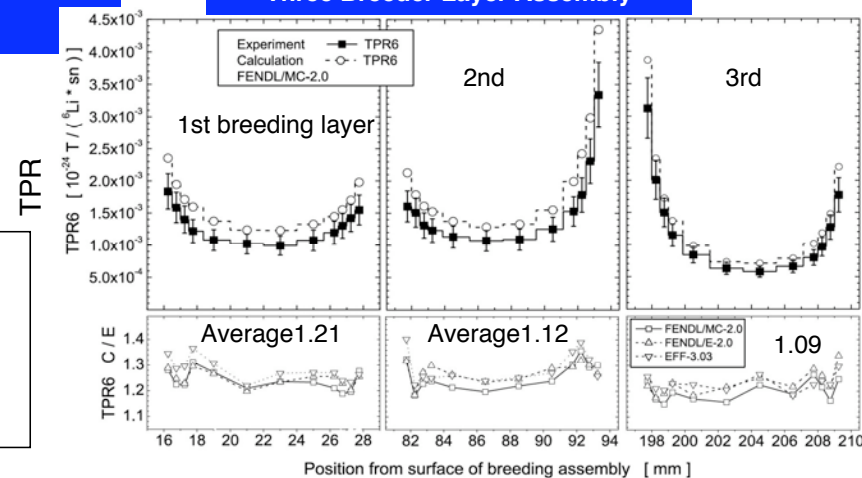 Three Breeder Layer Assembly
TPR
TPR6 [ 10⁻²⁴ T / ( ⁶Li * sn ) ]
4.5x10⁻³
4.0x10⁻³
3.5x10⁻³
3.0x10⁻³
2.5x10⁻³
2.0x10⁻³
1.5x10⁻³
1.0x10⁻³
5.0x10⁻⁴
Experiment TPR6
Calculation TPR6
FENDL/MC-2.0
1st breeding layer
2nd
3rd
TPR6 C / E
1.4
1.3
1.2
1.1
Average1.21
Average1.12
FENDL/MC-2.0
FENDL/E-2.0
EFF-3.03
1.09
16 18 20 22 24 26 28 82 84 86 88 90 92 94 198 200 202 204 206 208 210
Position from surface of breeding assembly [ mm ]